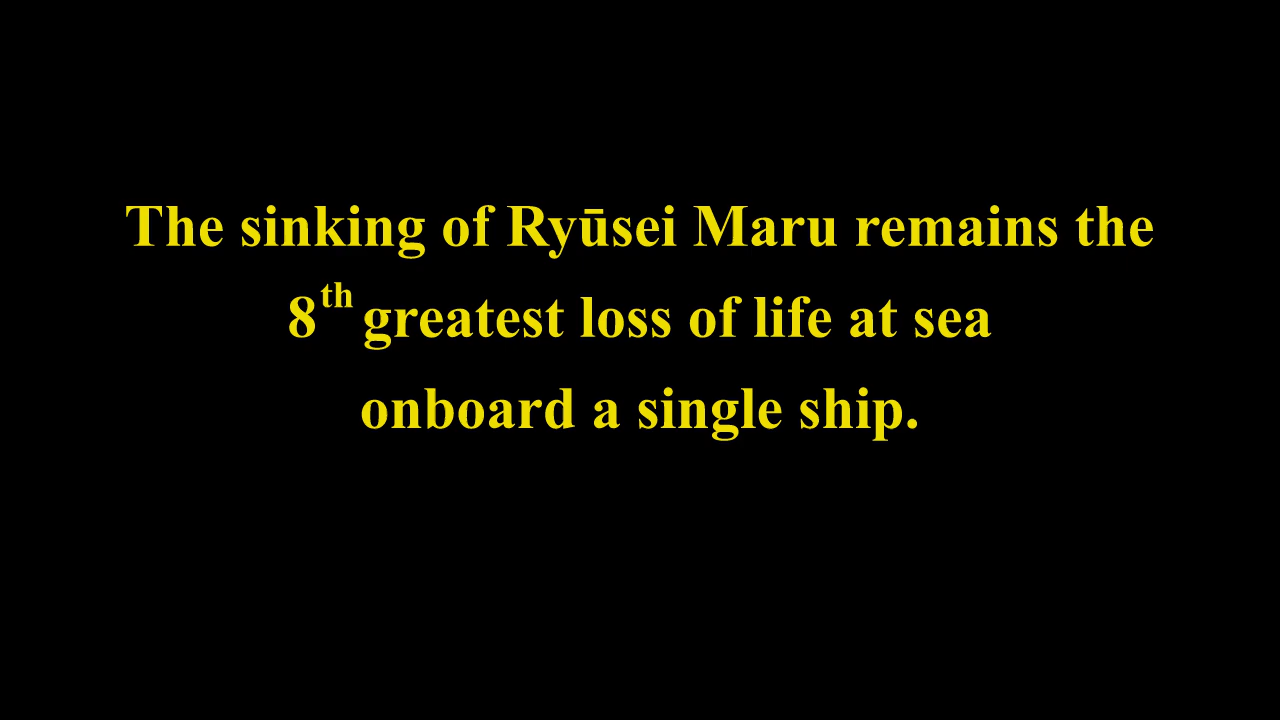 The sinking of Ryūsei Maru remains the
8th greatest loss of life at sea
onboard a single ship.